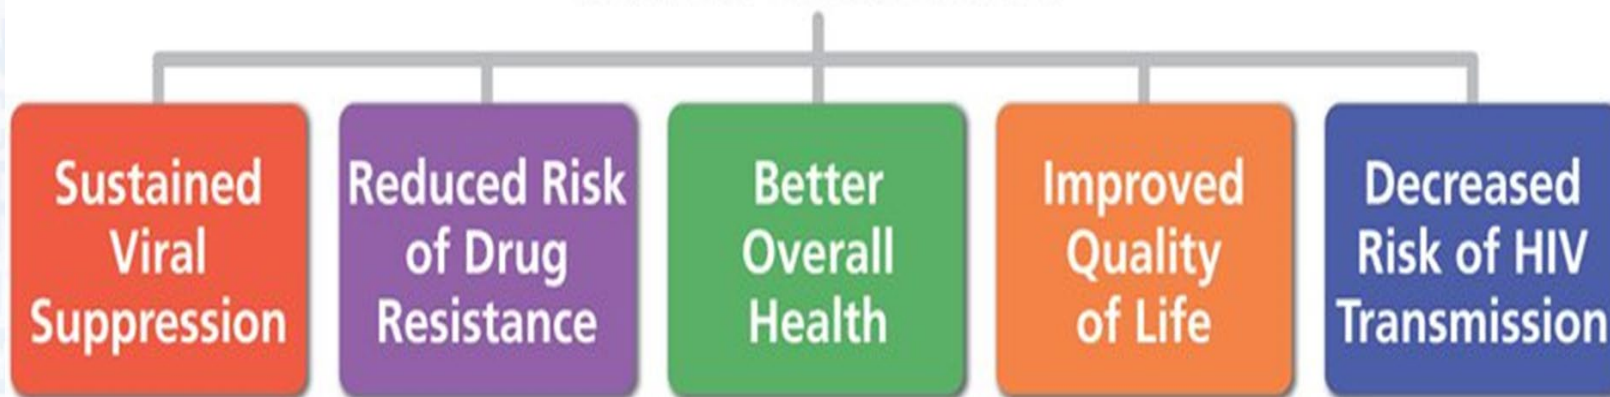 Sustained
Viral
Suppression
Reduced Risk
of Drug
Resistance
Better
Overall
Health
Improved
Quality
of Life
Decreased
Risk of HIV
Transmission